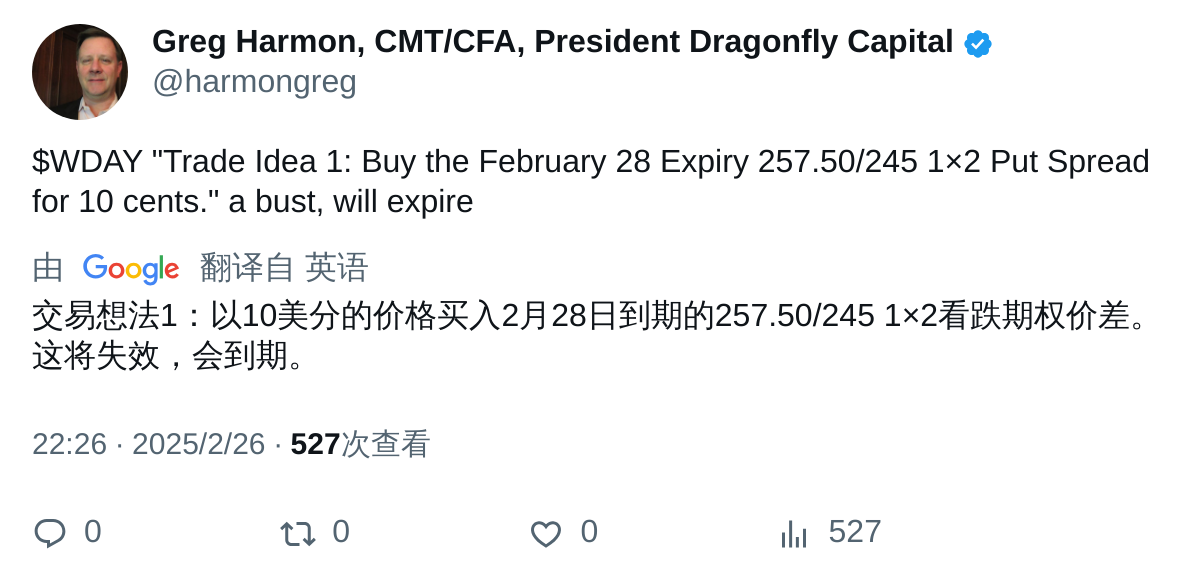 Greg Harmon, CMT/CFA, President Dragonfly Capital
@harmongreg
$WDAY "Trade Idea 1: Buy the February 28 Expiry 257.50/245 1×2 Put Spread
for 10 cents." a bust, will expire
由 Google 翻译自 英语
交易想法1：以10美分的价格买入2月28日到期的257.50/245 1×2看跌期权价差。
这将失效，会到期。
22:26 · 2025/2/26 · 527次查看
0 0 0 527